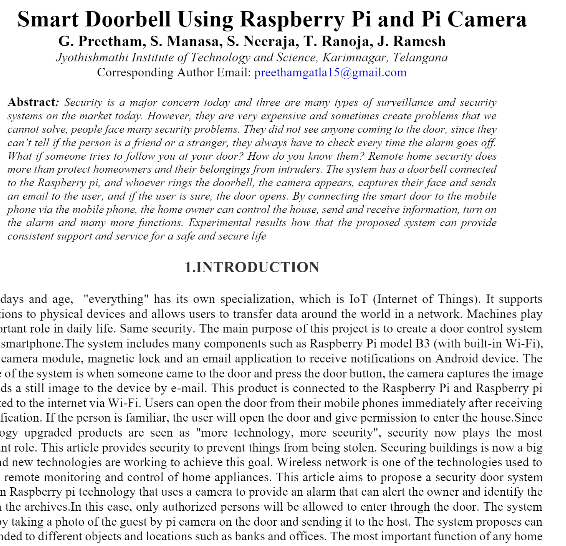 Smart Doorbell Using Raspberry Pi and Pi Camera
G. Preetham, S. Manasa, S. Neeraja, T. Ranoja, J. Ramesh
Jyothishmathi Institute of Technology and Science, Karimnagar, Telangana
Corresponding Author Email: preethamgatla15@gmail.com
Abstract: Security is a major concern today and three are many types of surveillance and security
systems on the market today. However, they are very expensive and sometimes create problems that we
cannot solve, people face many security problems. They did not see anyone coming to the door, since they
can't tell if the person is a friend or a stranger, they always have to check every time the alarm goes off.
What if someone tries to follow you at your door? How do you know them? Remote home security does
more than protect homeowners and their belongings from intruders. The system has a doorbell connected
to the Raspberry pi, and whoever rings the doorbell, the camera appears, captures their face and sends
an email to the user, and if the user is sure, the door opens. By connecting the smart door to the mobile
phone via the mobile phone, the home owner can control the house, send and receive information, turn on
the alarm and many more functions. Experimental results how that the proposed system can provide
consistent support and service for a safe and secure life
1.INTRODUCTION
days and age, "everything" has its own specialization, which is IoT (Internet of Things). It supports
to physical devices and allows users to transfer data around the world in a network. Machines play
role in daily life. Same security. The main purpose of this project is to create a door control system
smartphone.The system includes many components such as Raspberry Pi model B3 (with built-in Wi-Fi),
camera module, magnetic lock and an email application to receive notifications on Android device. The
of the system is when someone came to the door and press the door button, the camera captures the image
a still image to the device by e-mail. This product is connected to the Raspberry Pi and Raspberry pi
to the internet via Wi-Fi. Users can open the door from their mobile phones immediately after receiving
If the person is familiar, the user will open the door and give permission to enter the house.Since
upgraded products are seen as "more technology, more security", security now plays the most
role. This article provides security to prevent things from being stolen. Securing buildings is now a big
new technologies are working to achieve this goal. Wireless network is one of the technologies used to
remote monitoring and control of home appliances. This article aims to propose a security door system
Raspberry pi technology that uses a camera to provide an alarm that can alert the owner and identify the
the archives.In this case, only authorized persons will be allowed to enter through the door. The system
by taking a photo of the guest by pi camera on the door and sending it to the host. The system proposes can
to different objects and locations such as banks and offices. The most important function of any home